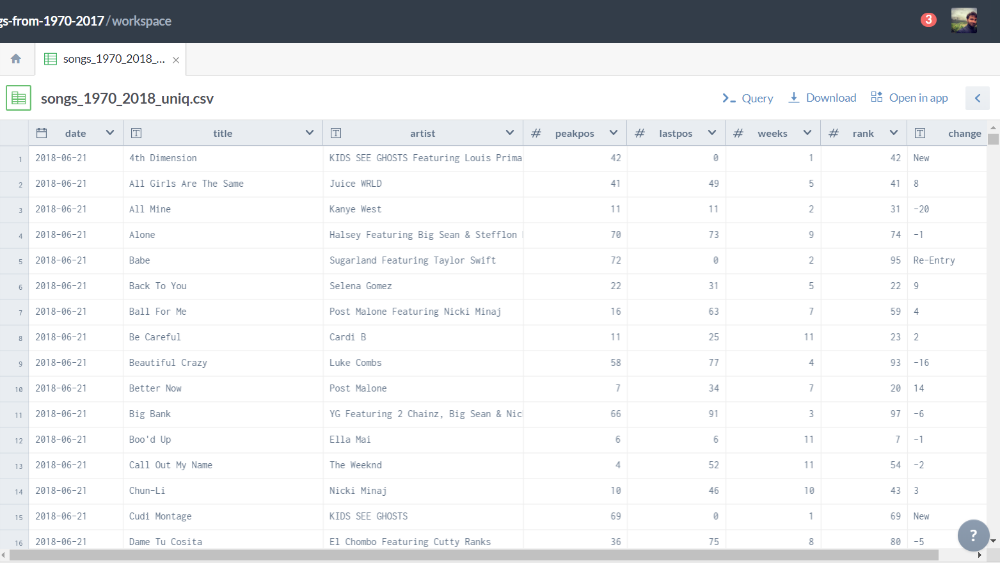 gs-from-1970-2017/workspace
3
songs_1970_2018_... ×
songs_1970_2018_uniq.csv
Query Download Open in app
date title artist # peakpos # lastpos # weeks # rank change
1 2018-06-21 4th Dimension KIDS SEE GHOSTS Featuring Louis Prima 42 0 1 42 New
2 2018-06-21 All Girls Are The Same Juice WRLD 41 49 5 41 8
3 2018-06-21 All Mine Kanye West 11 11 2 31 -20
4 2018-06-21 Alone Halsey Featuring Big Sean & Stefflon 70 73 9 74 -1
5 2018-06-21 Babe Sugarland Featuring Taylor Swift 72 0 2 95 Re-Entry
6 2018-06-21 Back To You Selena Gomez 22 31 5 22 9
7 2018-06-21 Ball For Me Post Malone Featuring Nicki Minaj 16 63 7 59 4
8 2018-06-21 Be Careful Cardi B 11 25 11 23 2
9 2018-06-21 Beautiful Crazy Luke Combs 58 77 4 93 -16
10 2018-06-21 Better Now Post Malone 7 34 7 20 14
11 2018-06-21 Big Bank YG Featuring 2 Chainz, Big Sean & Nic 66 91 3 97 -6
12 2018-06-21 Boo'd Up Ella Mai 6 6 11 7 -1
13 2018-06-21 Call Out My Name The Weeknd 4 52 11 54 -2
14 2018-06-21 Chun-Li Nicki Minaj 10 46 10 43 3
15 2018-06-21 Cudi Montage KIDS SEE GHOSTS 69 0 1 69 New
16 2018-06-21 Dame Tu Cosita El Chombo Featuring Cutty Ranks 36 75 8 80 -5
?